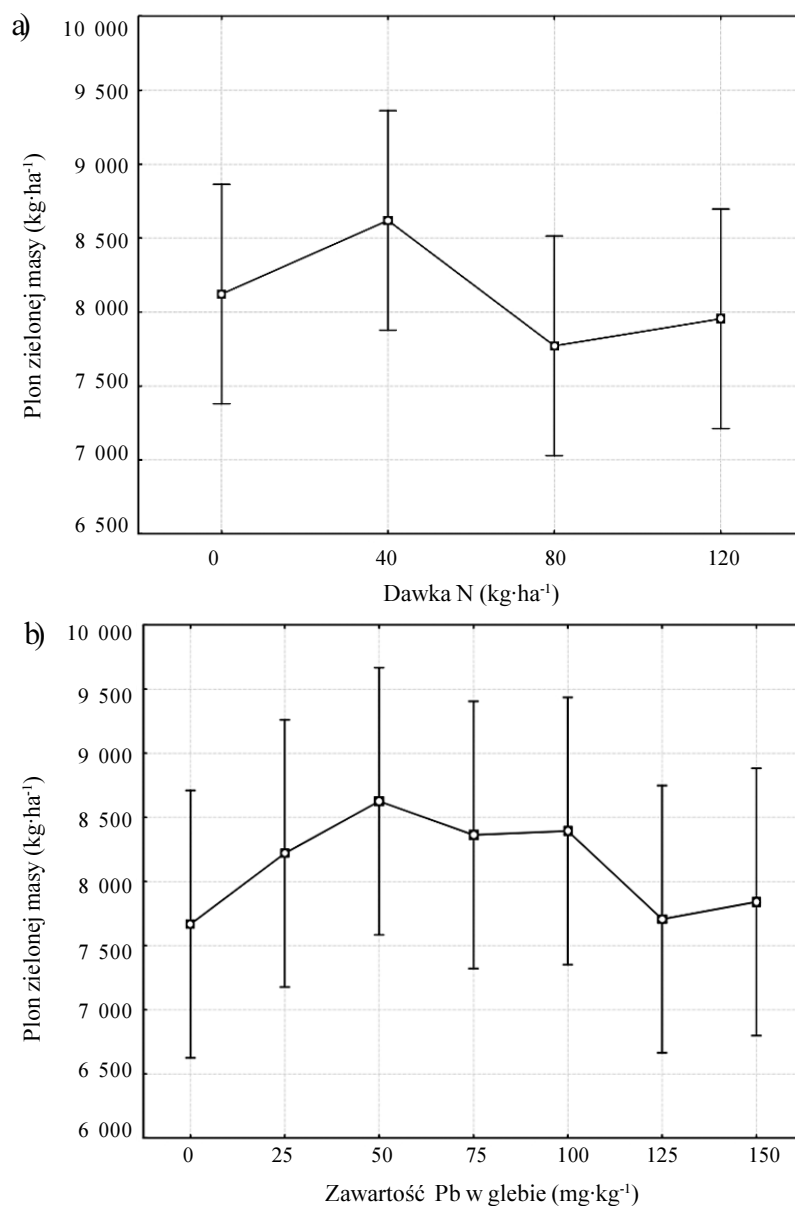 a)
10 000
9 500
9 000
8 500
8 000
7 500
7 000
6 500
Plon zielonej masy (kg·ha⁻¹)
0 40 80 120
Dawka N (kg·ha⁻¹)
b)
10 000
9 500
9 000
8 500
8 000
7 500
7 000
6 500
6 000
Plon zielonej masy (kg·ha⁻¹)
0 25 50 75 100 125 150
Zawartość Pb w glebie (mg·kg⁻¹)